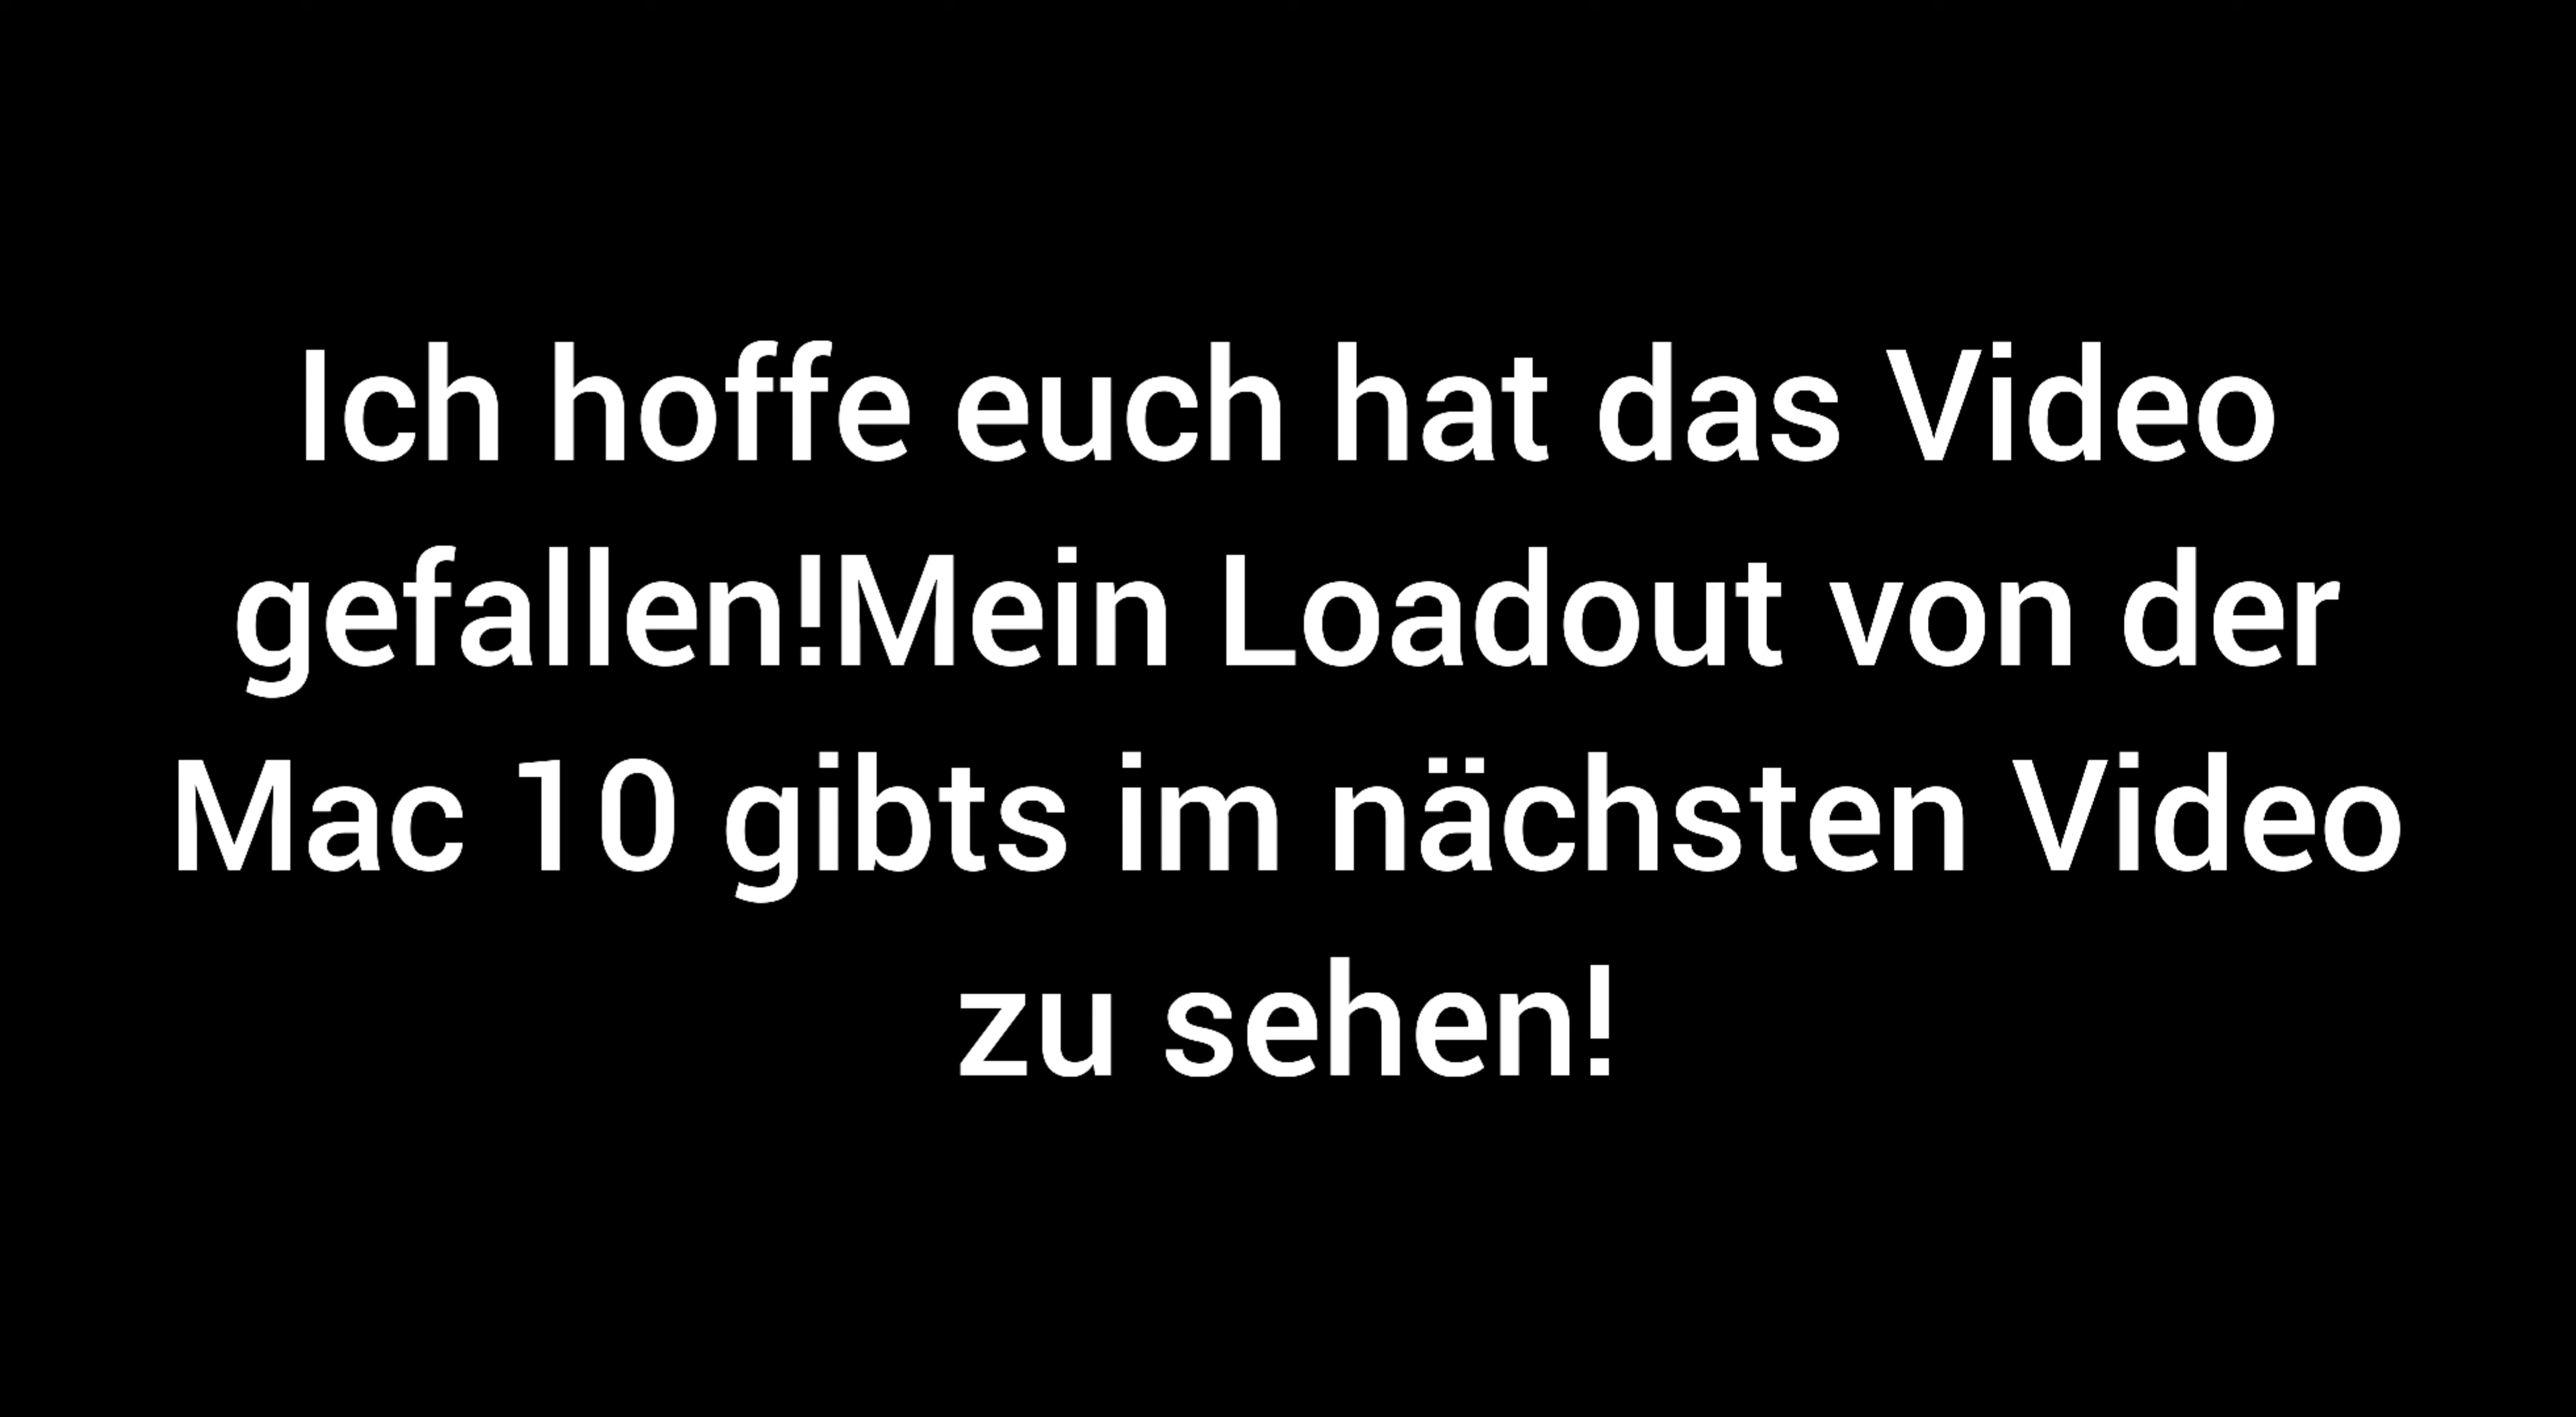 Ich hoffe euch hat das Video
gefallen!Mein Loadout von der
Mac 10 gibts im nächsten Video
zu sehen!